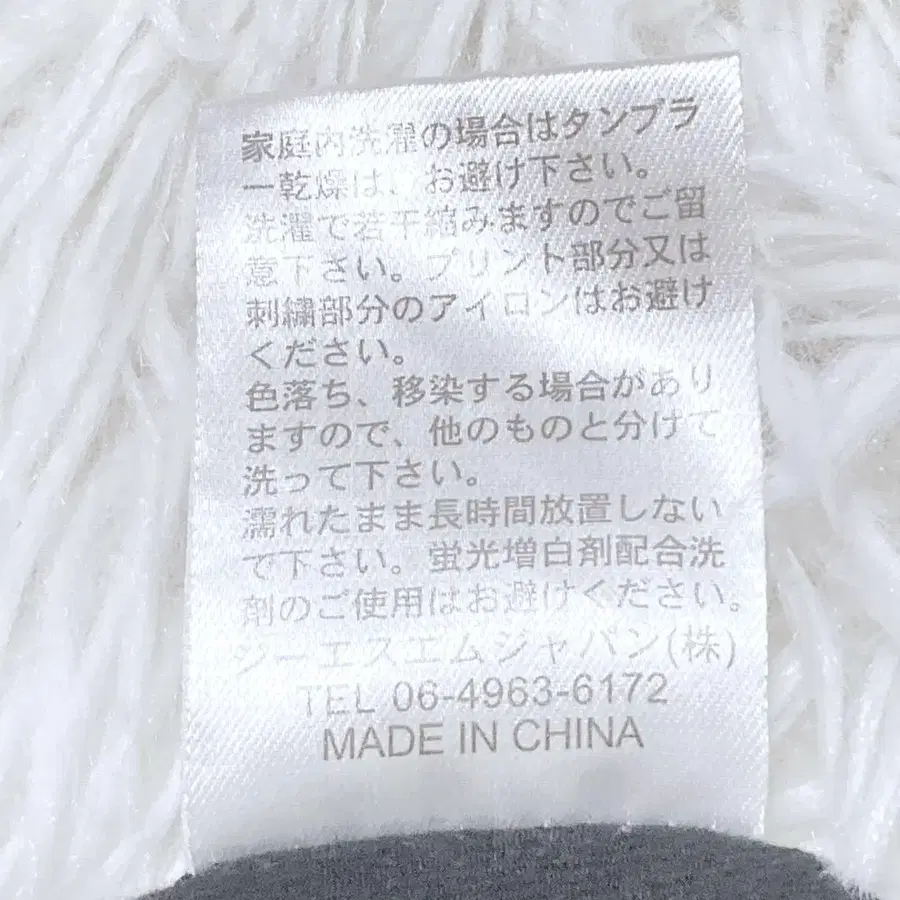 家庭内洗濯の場合はタンブラ
ー乾燥は、お避け下さい。
洗濯で若干縮みますのでご留
意下さい。プリント部分又は
刺繍部分のアイロンはお避け
ください。
色落ち、移染する場合があり
ますので、他のものと分けて
洗って下さい。
濡れたまま長時間放置しない
で下さい。蛍光増白剤配合洗
剤のご使用はお避けください。
ジーエスエムジャパン(株)
TEL 06-4963-6172
MADE IN CHINA